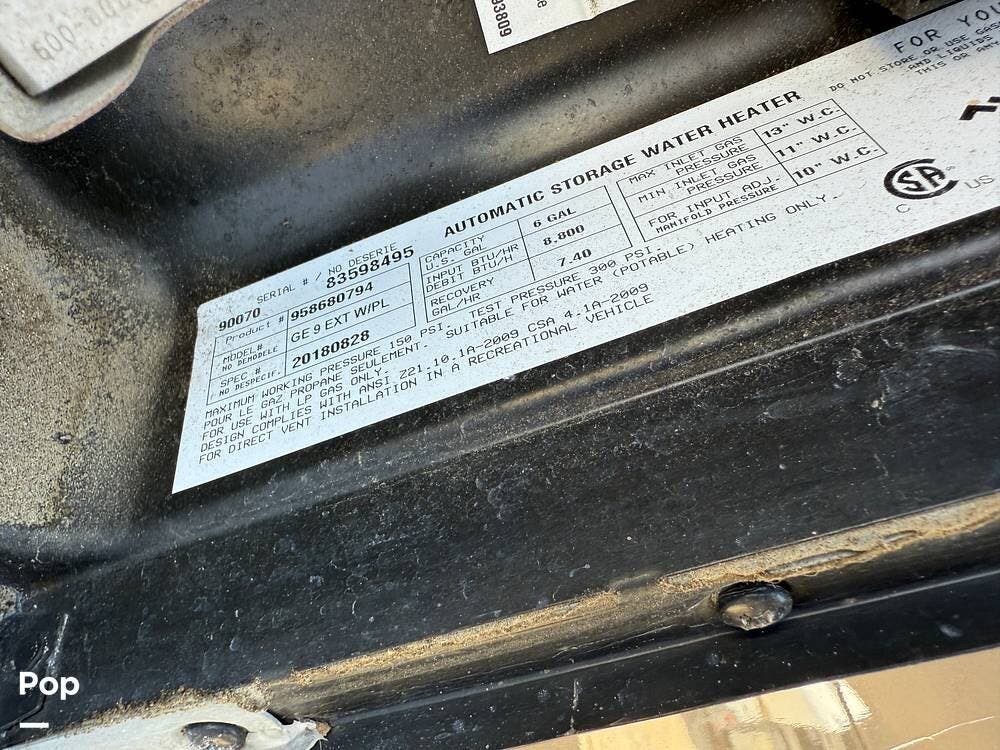 93809
FOR YOU
DO NOT STORE OR USE GAS
AND LIQUIDS
THIS OR ANY
AUTOMATIC STORAGE WATER HEATER
SERIAL # / NO DESERIE
90070 83598495
Product # 958680794
MODEL#
NO DEMODELE GE 9 EXT W/PL
SPEC.#
NO DESPECIF. 20180828
CAPACITY
U.S. GAL 6 GAL
INPUT BTU/HR
DEBIT BTU/H 8,800
RECOVERY
GAL/HR 7.40
MAX INLET GAS
PRESSURE 13" W.C.
MIN INLET GAS
PRESSURE 11" W.C.
FOR INPUT ADJ.
MANIFOLD PRESSURE 10" W.C.
MAXIMUM WORKING PRESSURE 150 PSI. TEST PRESSURE 300 PSI.
POUR LE GAZ PROPANE SEULEMENT. SUITABLE FOR WATER (POTABLE) HEATING ONLY.
FOR USE WITH LP GAS ONLY.
DESIGN COMPLIES WITH ANSI Z21.10.1A-2009 CSA 4.1A-2009
FOR DIRECT VENT INSTALLATION IN A RECREATIONAL VEHICLE
CSA
C US
Pop